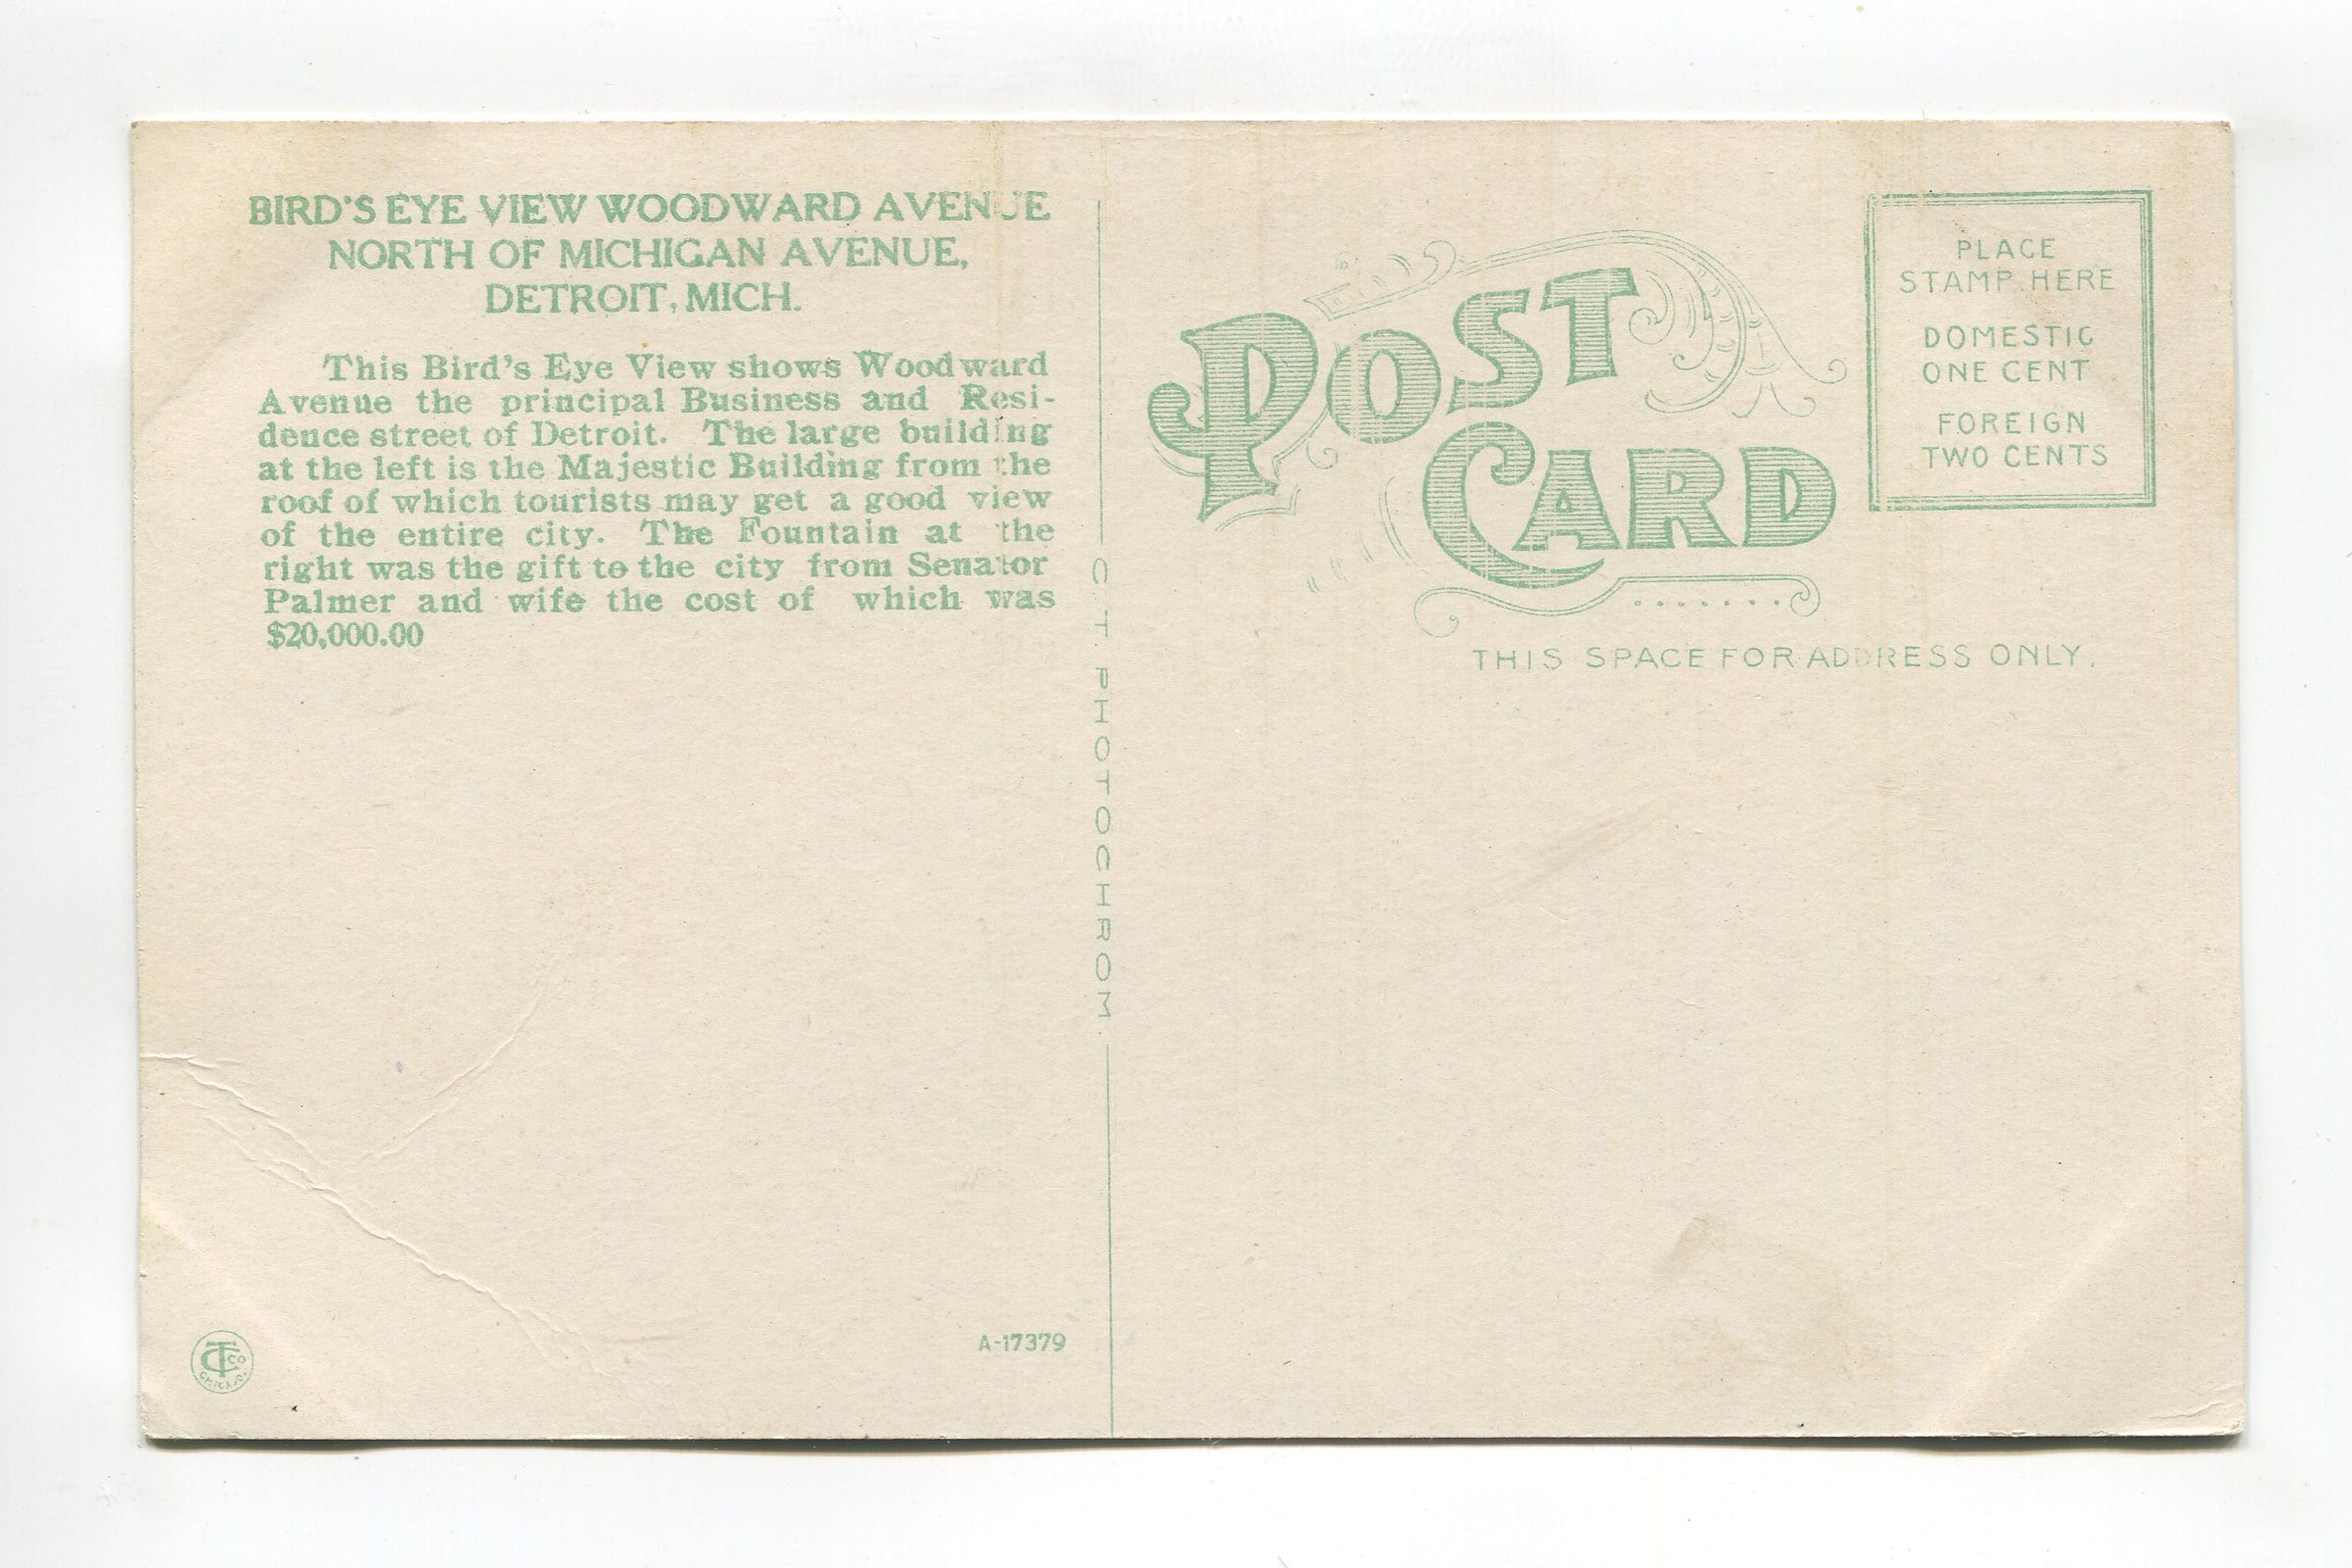 BIRD'S EYE VIEW WOODWARD AVENUE
NORTH OF MICHIGAN AVENUE,
DETROIT, MICH.
This Bird's Eye View shows Woodward
Avenue the principal Business and Resi-
dence street of Detroit. The large building
at the left is the Majestic Building from the
roof of which tourists may get a good view
of the entire city. The Fountain at the
right was the gift to the city from Senator
Palmer and wife the cost of which was
$20,000.00
C. T. PHOTOCHROM.
POST
CARD
PLACE
STAMP HERE
DOMESTIC
ONE CENT
FOREIGN
TWO CENTS
THIS SPACE FOR ADDRESS ONLY.
CT CO
CHICAGO
A-17379